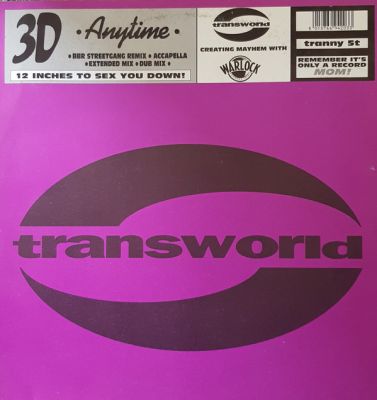 3D
• Anytime •
• BBR STREETGANG REMIX • ACCAPELLA
• EXTENDED MIX • DUB MIX •
12 INCHES TO SEX YOU DOWN!
transworld
CREATING MAYHEM WITH
WARLOCK
tranny 5t
REMEMBER IT'S
ONLY A RECORD
MOM!
transworld